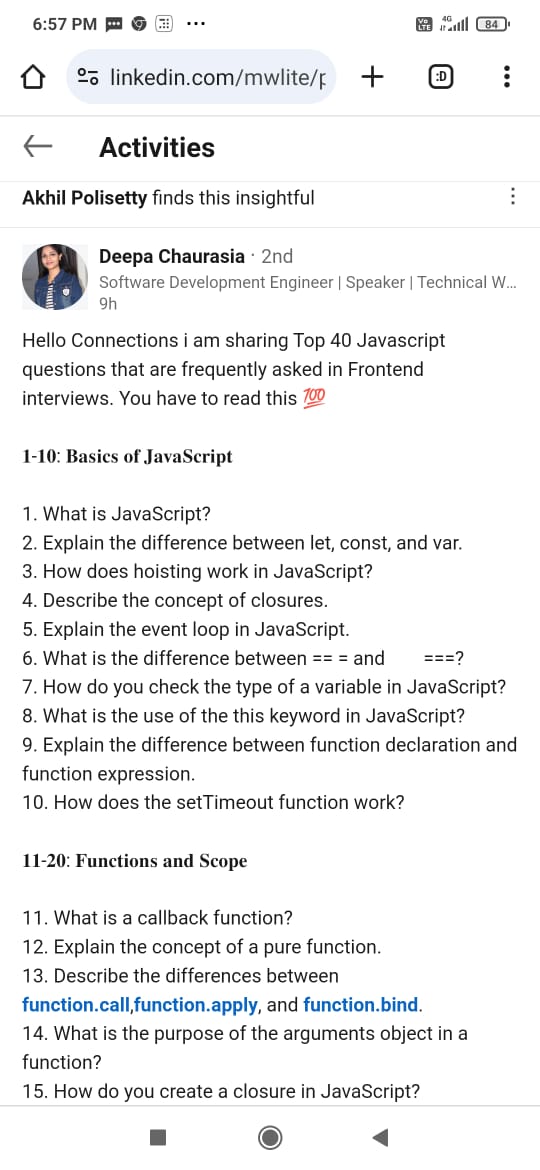 6:57 PM ...
Vo LTE 4G 84
linkedin.com/mwlite/p
:D
Activities
Akhil Polisetty finds this insightful
Deepa Chaurasia · 2nd
Software Development Engineer | Speaker | Technical W...
9h
Hello Connections i am sharing Top 40 Javascript
questions that are frequently asked in Frontend
interviews. You have to read this 💯
1-10: Basics of JavaScript
1. What is JavaScript?
2. Explain the difference between let, const, and var.
3. How does hoisting work in JavaScript?
4. Describe the concept of closures.
5. Explain the event loop in JavaScript.
6. What is the difference between == = and ===?
7. How do you check the type of a variable in JavaScript?
8. What is the use of the this keyword in JavaScript?
9. Explain the difference between function declaration and
function expression.
10. How does the setTimeout function work?
11-20: Functions and Scope
11. What is a callback function?
12. Explain the concept of a pure function.
13. Describe the differences between
function.call,function.apply, and function.bind.
14. What is the purpose of the arguments object in a
function?
15. How do you create a closure in JavaScript?